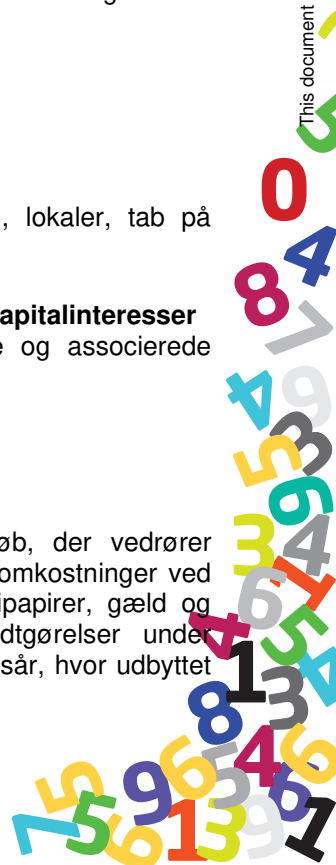 This document
, lokaler, tab på
apitalinteresser
e og associerede
øb, der vedrører
omkostninger ved
ipapirer, gæld og
dtgørelser under
sår, hvor udbyttet